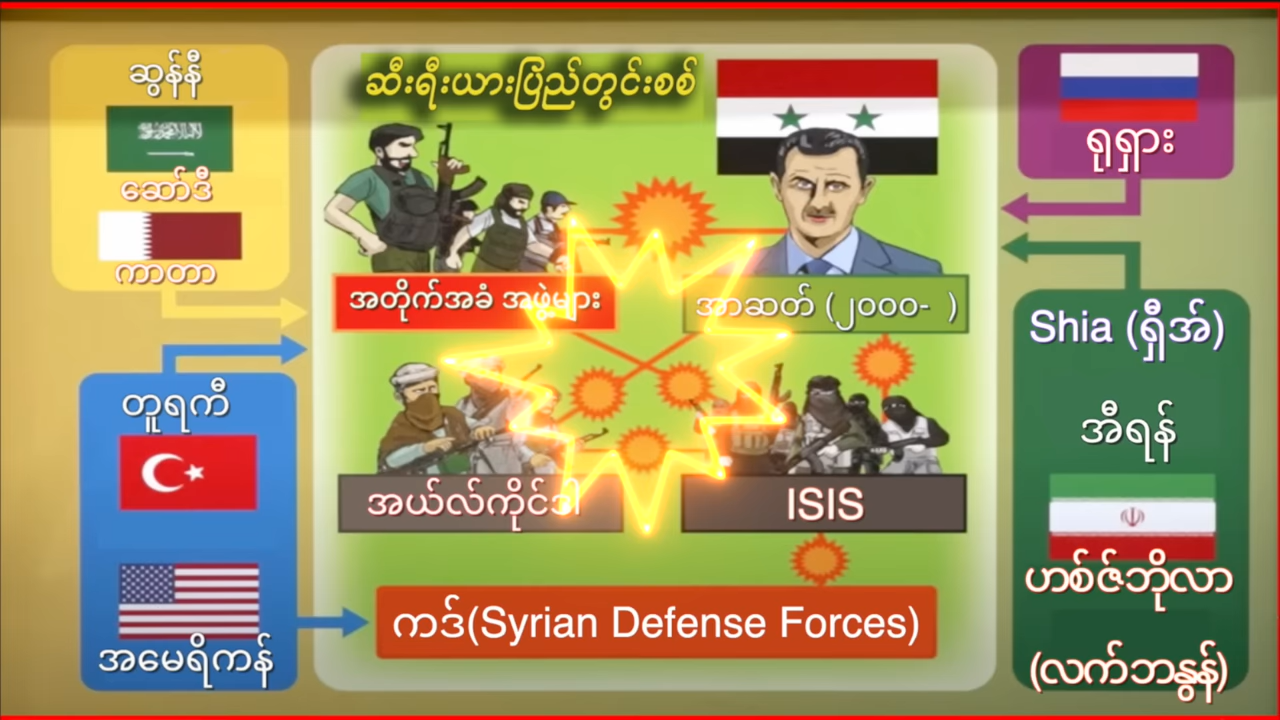 ဆွန်နီ
ဆော်ဒီ
ကာတာ
တူရကီ
အမေရိကန်
ဆီးရီးယားပြည်တွင်းစစ်
အတိုက်အခံ အဖွဲ့များ
အာဆတ် (၂၀၀၀- )
အယ်လ်ကိုင်ဒါ
ISIS
ကဒ်(Syrian Defense Forces)
ရုရှား
Shia (ရှီအ်)
အီရန်
ဟစ်ဇ်ဘိုလာ
(လက်ဘနွန်)